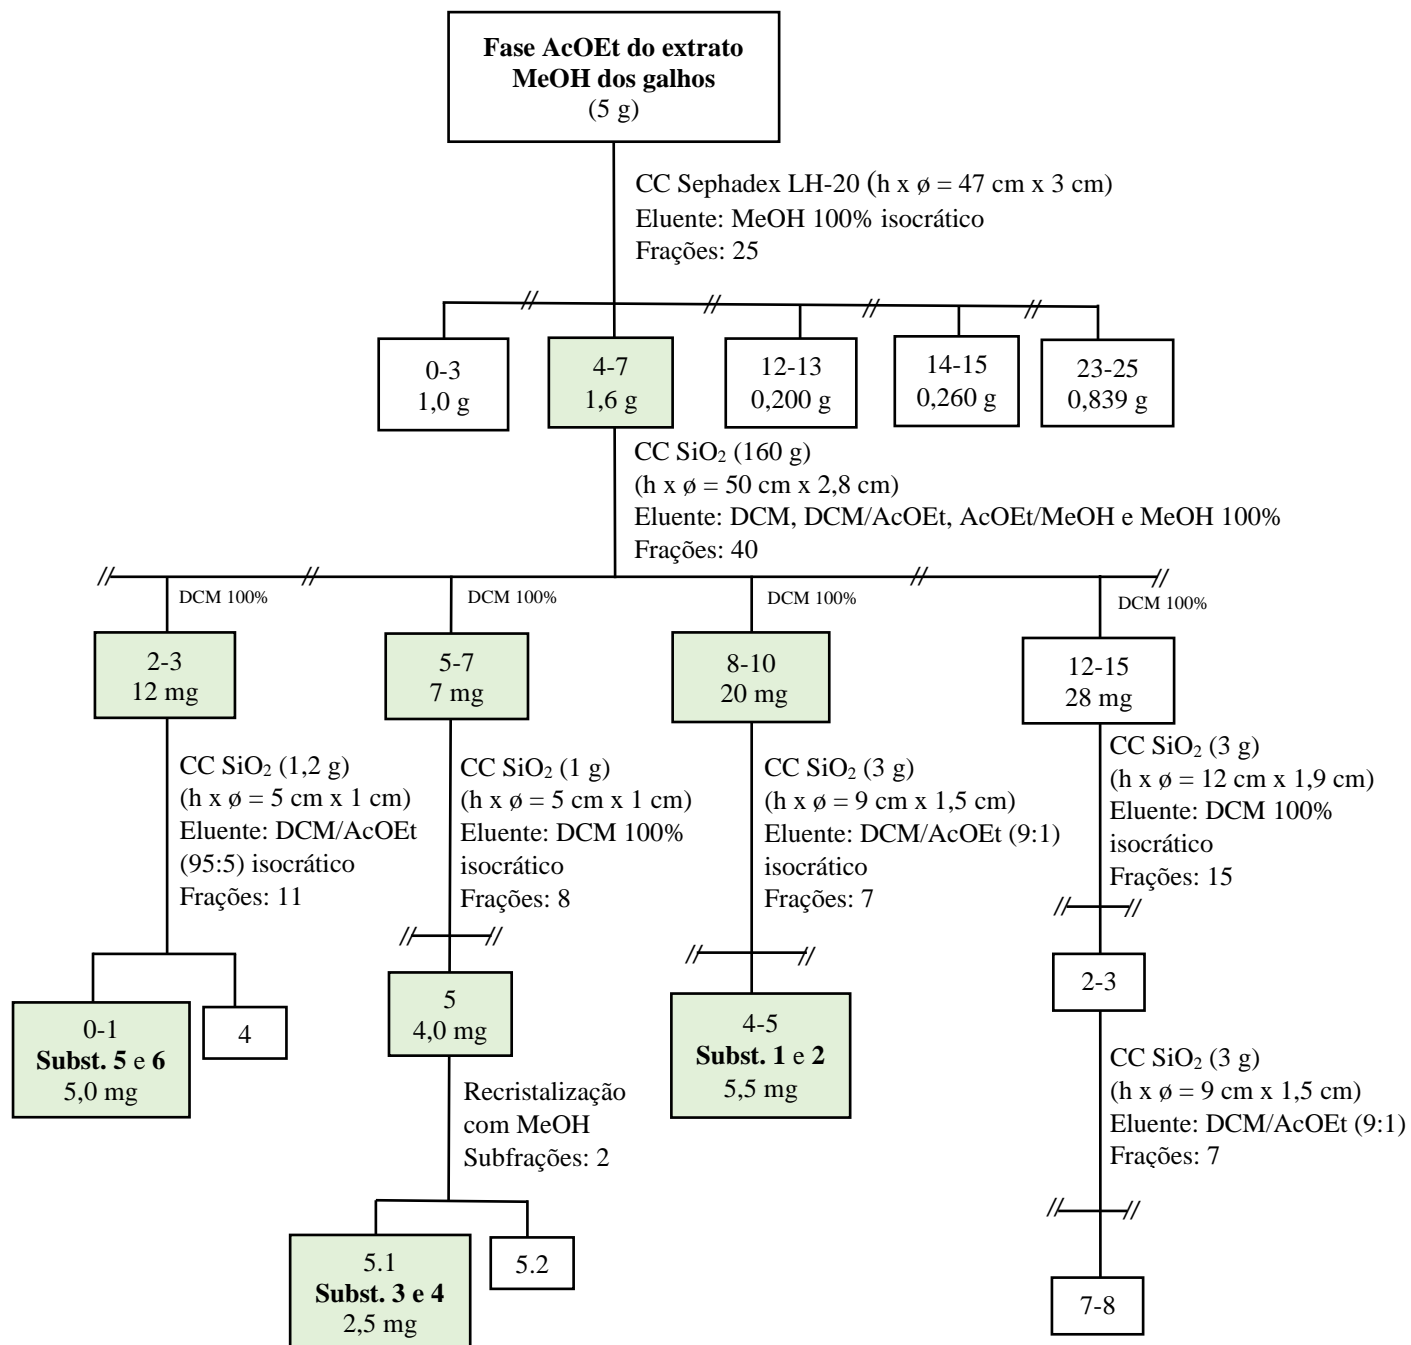 Fase AcOEt do extrato
MeOH dos galhos
(5 g)
CC Sephadex LH-20 (h x ø = 47 cm x 3 cm)
Eluente: MeOH 100% isocrático
Frações: 25
0-3
1,0 g
4-7
1,6 g
12-13
0,200 g
14-15
0,260 g
23-25
0,839 g
CC SiO₂ (160 g)
(h x ø = 50 cm x 2,8 cm)
Eluente: DCM, DCM/AcOEt, AcOEt/MeOH e MeOH 100%
Frações: 40
DCM 100%
DCM 100%
DCM 100%
DCM 100%
2-3
12 mg
5-7
7 mg
8-10
20 mg
12-15
28 mg
CC SiO₂ (1,2 g)
(h x ø = 5 cm x 1 cm)
Eluente: DCM/AcOEt
(95:5) isocrático
Frações: 11
CC SiO₂ (1 g)
(h x ø = 5 cm x 1 cm)
Eluente: DCM 100%
isocrático
Frações: 8
CC SiO₂ (3 g)
(h x ø = 9 cm x 1,5 cm)
Eluente: DCM/AcOEt (9:1)
isocrático
Frações: 7
CC SiO₂ (3 g)
(h x ø = 12 cm x 1,9 cm)
Eluente: DCM 100%
isocrático
Frações: 15
0-1
Subst. 5 e 6
5,0 mg
4
5
4,0 mg
4-5
Subst. 1 e 2
5,5 mg
2-3
Recristalização
com MeOH
Subfrações: 2
CC SiO₂ (3 g)
(h x ø = 9 cm x 1,5 cm)
Eluente: DCM/AcOEt (9:1)
Frações: 7
5.1
Subst. 3 e 4
2,5 mg
5.2
7-8